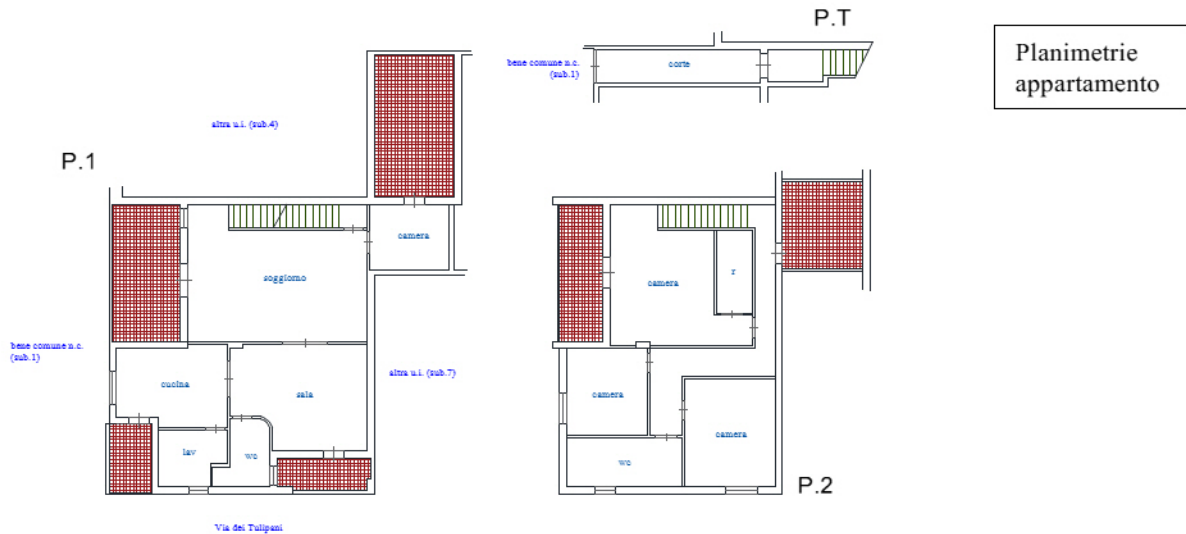 P.T
Planimetrie
appartamento
bene comune n.c.
(sub.1)
corte
altra u.i. (sub.4)
P.1
camera
soggiorno
bene comune n.c.
(sub.1)
cucina
sala
altra u.i. (sub.7)
lav
wc
Via dei Tulipani
camera
r
camera
camera
wc
P.2